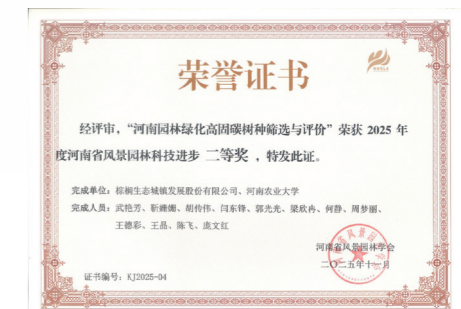 荣誉证书
经评审，“河南园林绿化高固碳树种筛选与评价”荣获 2025 年
度河南省风景园林科技进步 二等奖 ，特发此证。
完成单位：棕榈生态城镇发展股份有限公司、河南农业大学
完成人员：武艳芳、靳姗姗、胡传伟、闫东锋、郭光光、梁欣冉、何静、周梦丽、
王德彩、王晶、陈飞、庞文红
河南省风景园林学会
二〇二五年十一月
证书编号：KJ2025-04